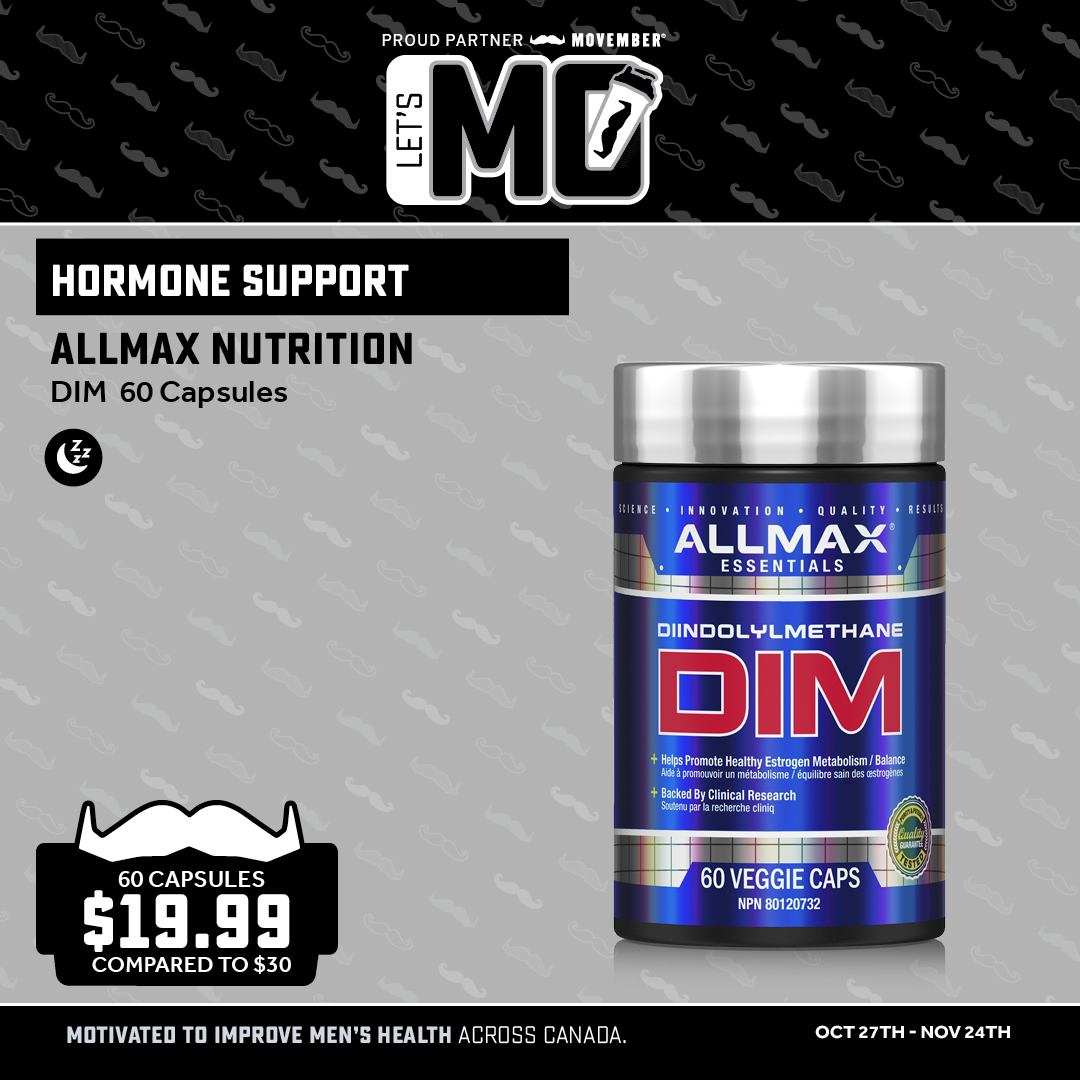 PROUD PARTNER MOVEMBER®
LET'S MO
HORMONE SUPPORT
ALLMAX NUTRITION
DIM 60 Capsules
Z Z Z Z
SCIENCE • INNOVATION • QUALITY • RESULTS
ALLMAX®
ESSENTIALS
DIINDOLYLMETHANE
DIM
+ Helps Promote Healthy Estrogen Metabolism / Balance
Aide à promouvoir un métabolisme / équilibre sain des œstrogènes
+ Backed By Clinical Research
Soutenu par la recherche cliniq
Quality
GUARANTEE
TESTED
60 VEGGIE CAPS
NPN 80120732
60 CAPSULES
$19.99
COMPARED TO $30
MOTIVATED TO IMPROVE MEN'S HEALTH ACROSS CANADA.
OCT 27TH - NOV 24TH